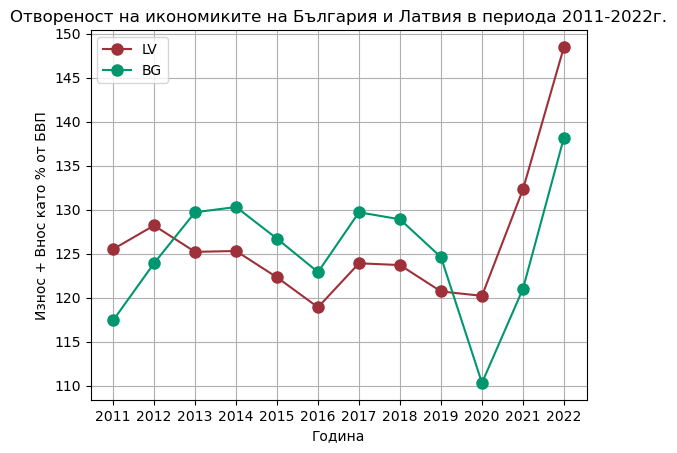 Отвореност на икономиките на България и Латвия в периода 2011-2022г.
LV
BG
Износ + Внос като % от БВП
150
145
140
135
130
125
120
115
110
2011 2012 2013 2014 2015 2016 2017 2018 2019 2020 2021 2022
Година